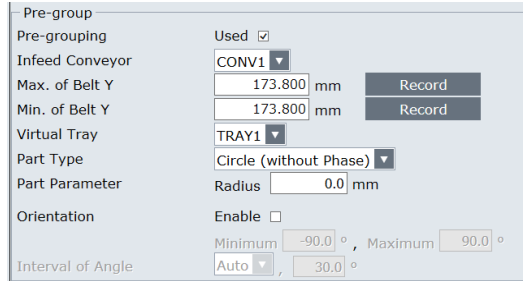 Pre-group
Pre-grouping Used
Infeed Conveyor CONV1
Max. of Belt Y 173.800 mm Record
Min. of Belt Y 173.800 mm Record
Virtual Tray TRAY1
Part Type Circle (without Phase)
Part Parameter Radius 0.0 mm
Orientation Enable
Minimum -90.0 º , Maximum 90.0 º
Interval of Angle Auto , 30.0 º